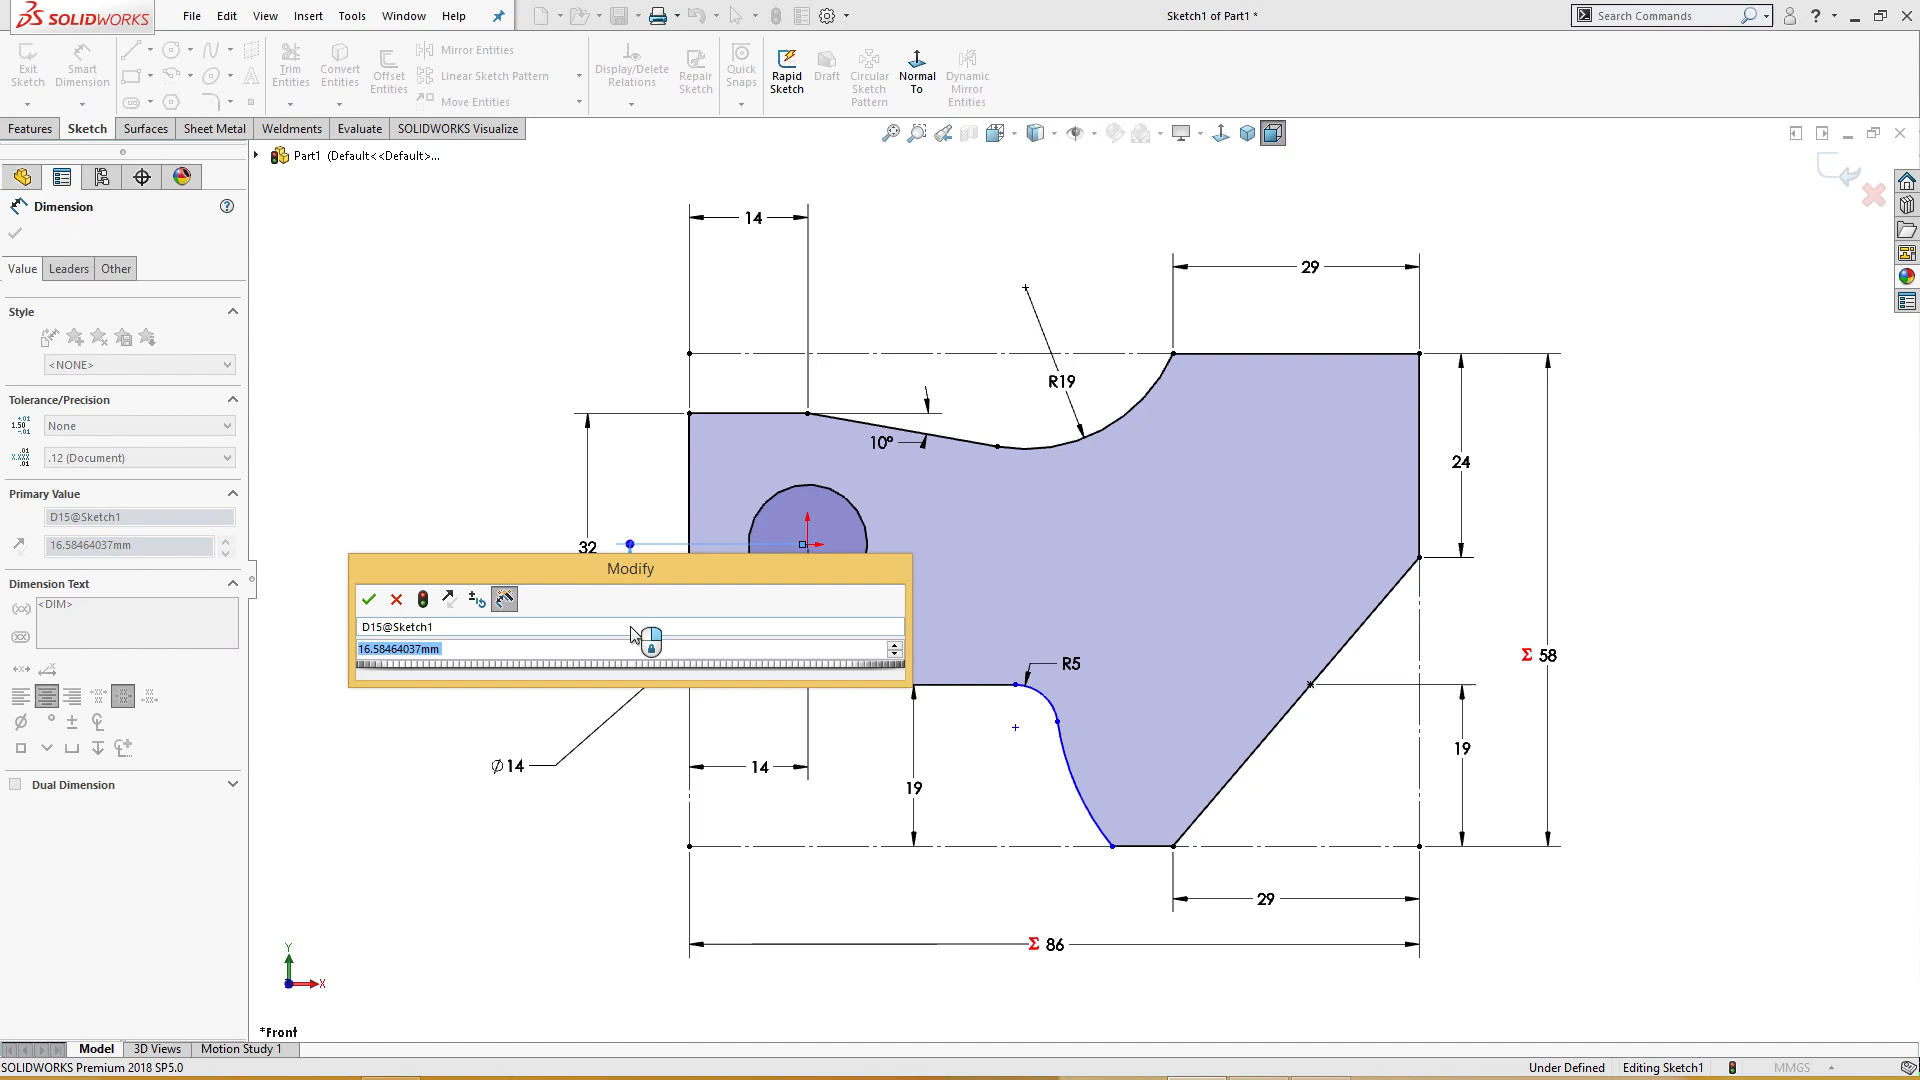 SOLIDWORKS
File Edit View Insert Tools Window Help
Sketch1 of Part1 *
Search Commands
Exit Sketch
Smart Dimension
Trim Entities
Convert Entities
Offset Entities
Mirror Entities
Linear Sketch Pattern
Move Entities
Display/Delete Relations
Repair Sketch
Quick Snaps
Rapid Sketch
Draft
Circular Sketch Pattern
Normal To
Dynamic Mirror Entities
Features Sketch Surfaces Sheet Metal Weldments Evaluate SOLIDWORKS Visualize
Part1 (Default<<Default>...
Dimension
Value Leaders Other
Style
<NONE>
Tolerance/Precision
None
.12 (Document)
Primary Value
D15@Sketch1
16.58464037mm
Dimension Text
<DIM>
Dual Dimension
14
29
R19
10°
24
32
Modify
D15@Sketch1
16.58464037mm
R5
Σ 58
19
∅14
14
19
29
Σ 86
Y
X
*Front
Model 3D Views Motion Study 1
SOLIDWORKS Premium 2018 SP5.0
Under Defined Editing Sketch1 MMGS